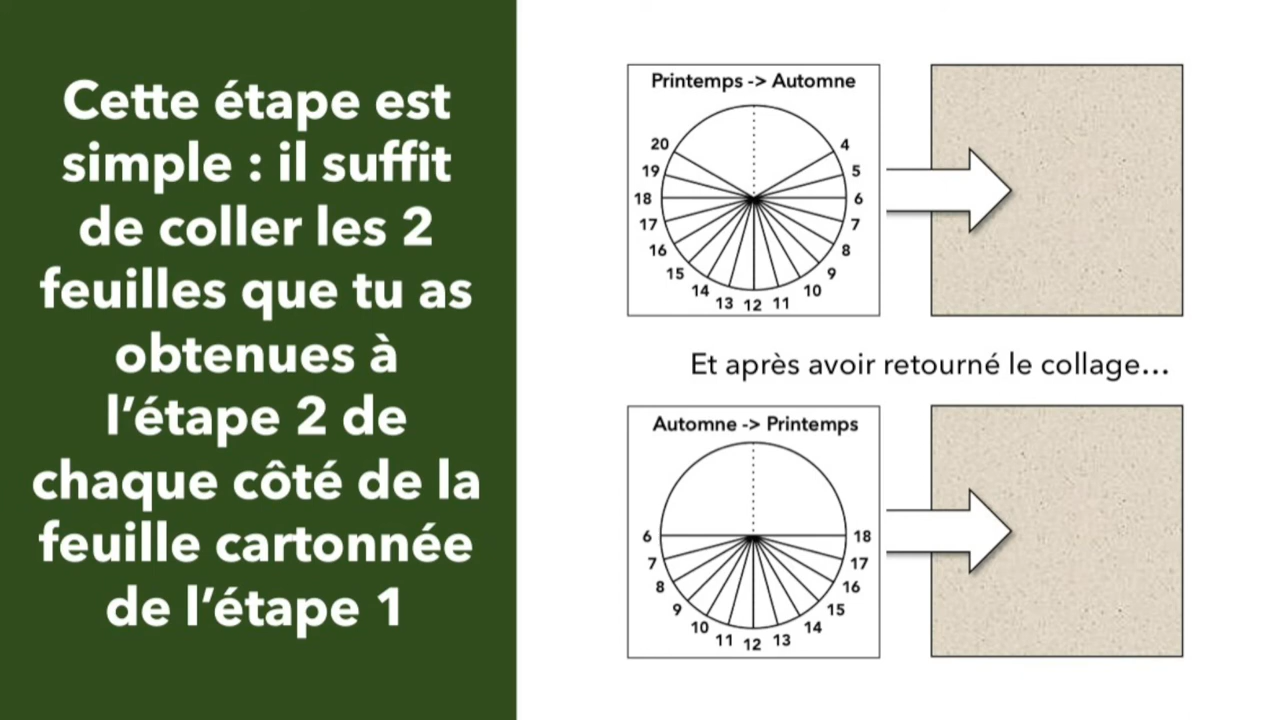 Cette étape est
simple : il suffit
de coller les 2
feuilles que tu as
obtenues à
l’étape 2 de
chaque côté de la
feuille cartonnée
de l’étape 1
Printemps -> Automne
20 4
19 5
18 6
17 7
16 8
15 9
14 10
13 12 11
Et après avoir retourné le collage…
Automne -> Printemps
6 18
7 17
8 16
9 15
10 14
11 12 13